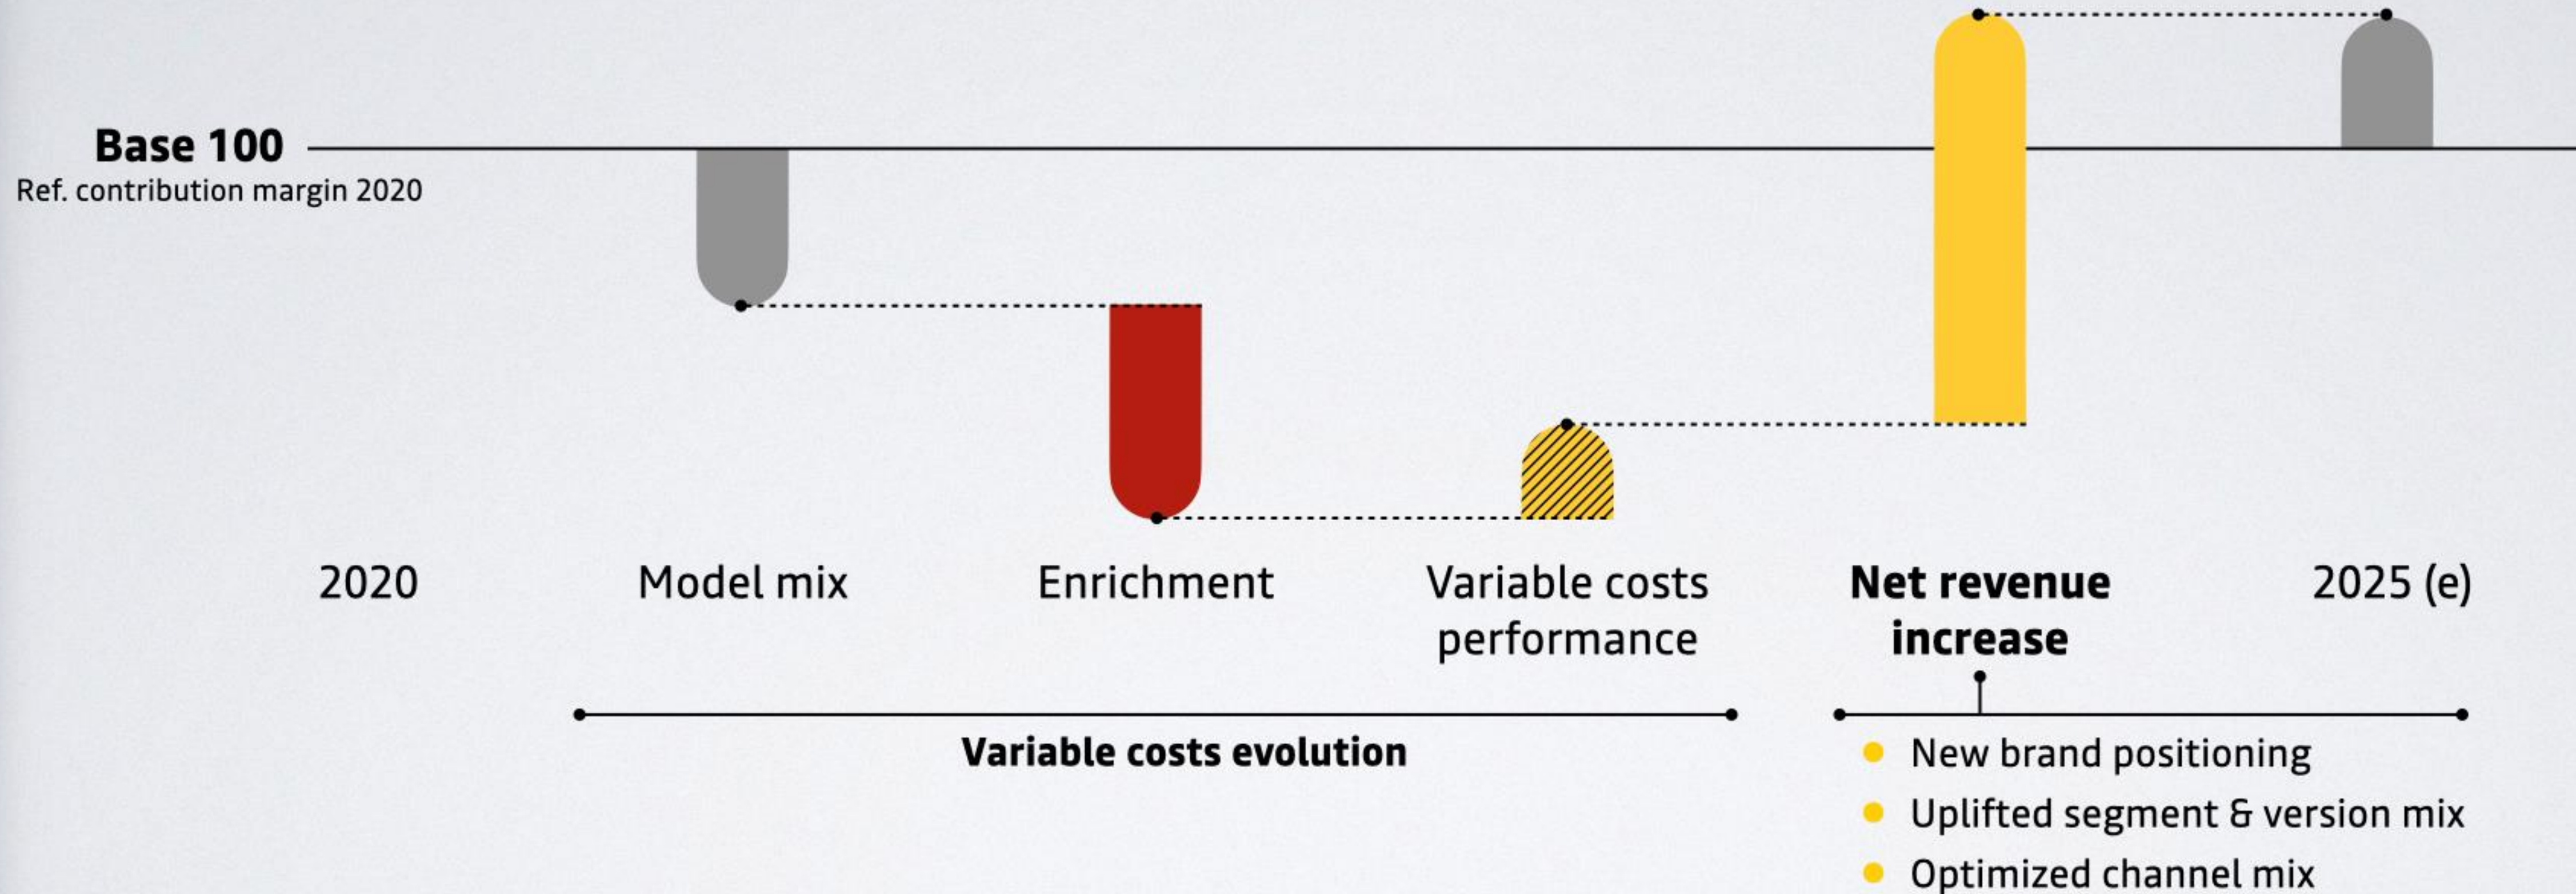 Base 100
Ref. contribution margin 2020
2020
Model mix
Enrichment
Variable costs
performance
Net revenue
increase
2025 (e)
Variable costs evolution
New brand positioning
Uplifted segment & version mix
Optimized channel mix